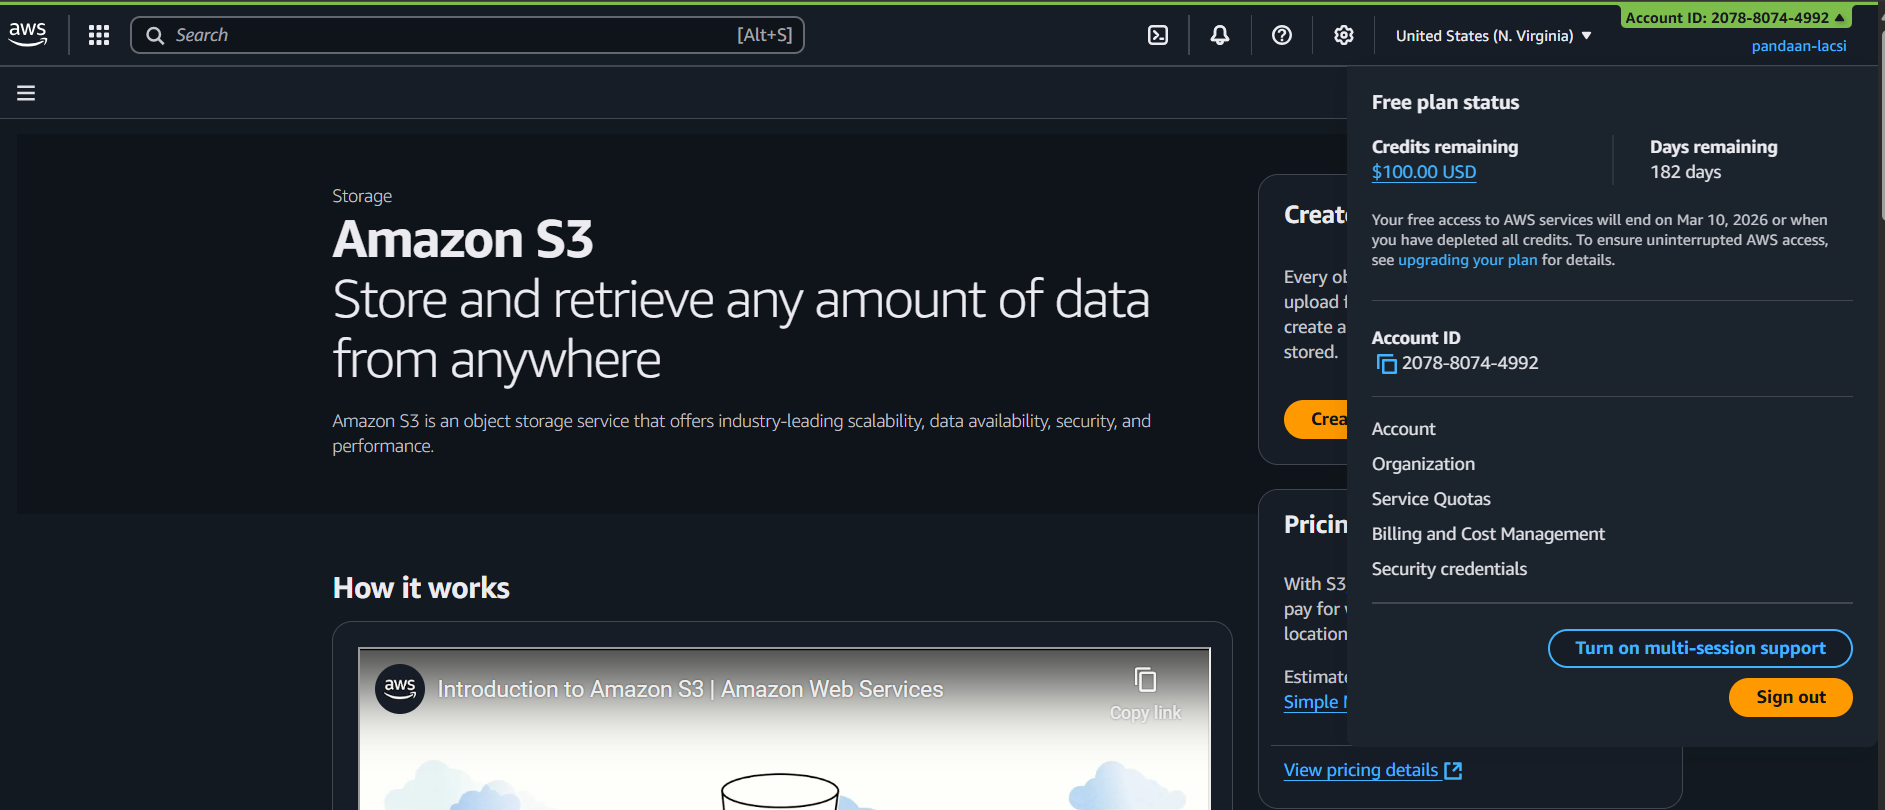 aws
Search
[Alt+S]
United States (N. Virginia)
Account ID: 2078-8074-4992
pandaan-lacsi
Storage
Amazon S3
Store and retrieve any amount of data
from anywhere
Amazon S3 is an object storage service that offers industry-leading scalability, data availability, security, and
performance.
How it works
aws
Introduction to Amazon S3 | Amazon Web Services
Copy link
Every
upload
create a
stored.
With S3
pay for
location
Simple
View pricing details
Free plan status
Credits remaining
$100.00 USD
Days remaining
182 days
Your free access to AWS services will end on Mar 10, 2026 or when
you have depleted all credits. To ensure uninterrupted AWS access,
see upgrading your plan for details.
Account ID
2078-8074-4992
Account
Organization
Service Quotas
Billing and Cost Management
Security credentials
Turn on multi-session support
Sign out